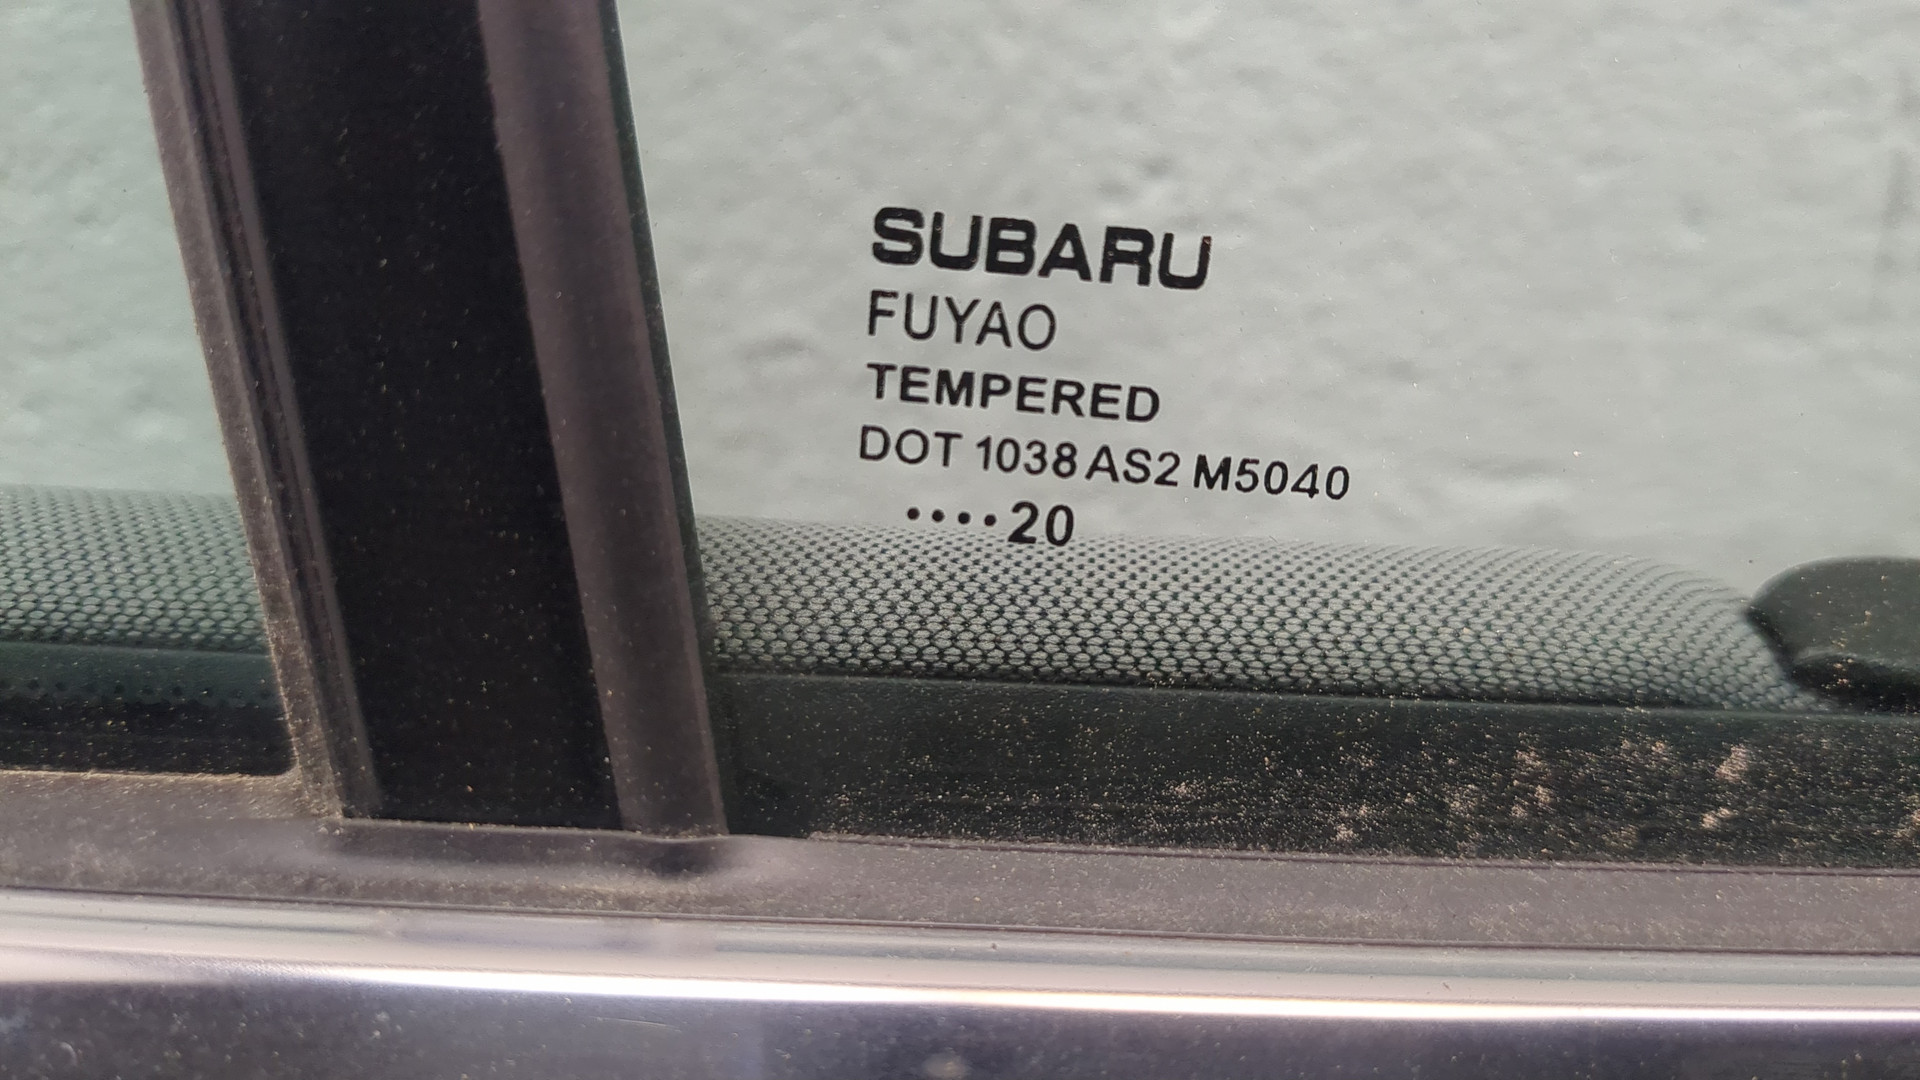 SUBARU
FUYAO
TEMPERED
DOT 1038 AS2 M5040
••••20